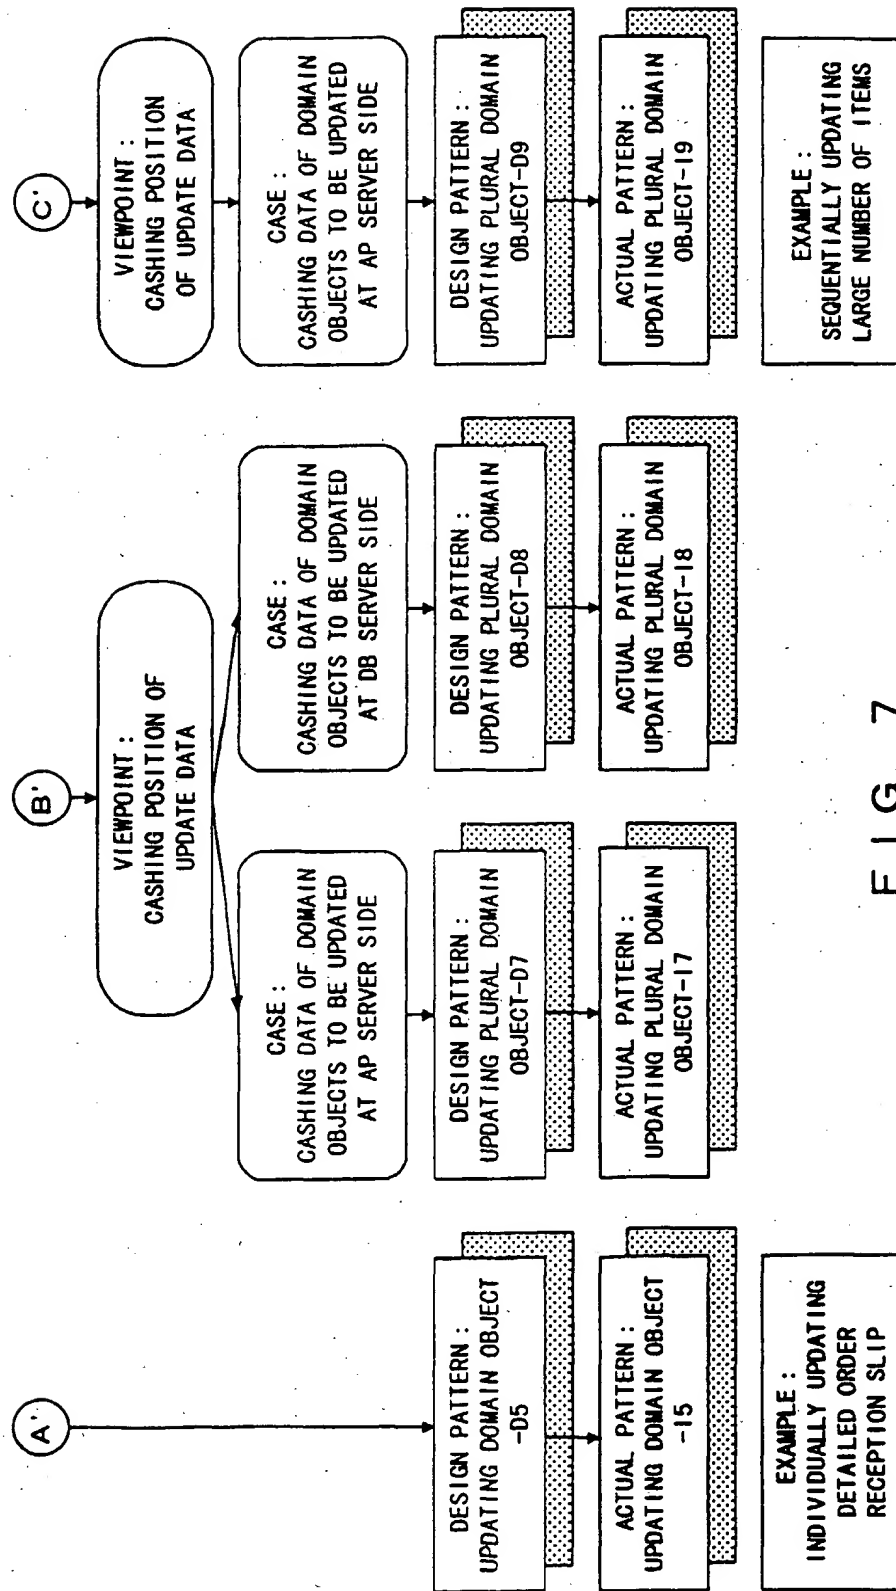 A'
DESIGN PATTERN :
UPDATING DOMAIN OBJECT
-D5
ACTUAL PATTERN :
UPDATING DOMAIN OBJECT
-I5
EXAMPLE :
INDIVIDUALLY UPDATING
DETAILED ORDER
RECEPTION SLIP
B'
VIEWPOINT :
CASHING POSITION OF
UPDATE DATA
CASE :
CASHING DATA OF DOMAIN
OBJECTS TO BE UPDATED
AT AP SERVER SIDE
DESIGN PATTERN :
UPDATING PLURAL DOMAIN
OBJECT-D7
ACTUAL PATTERN :
UPDATING PLURAL DOMAIN
OBJECT-I7
CASE :
CASHING DATA OF DOMAIN
OBJECTS TO BE UPDATED
AT DB SERVER SIDE
DESIGN PATTERN :
UPDATING PLURAL DOMAIN
OBJECT-D8
ACTUAL PATTERN :
UPDATING PLURAL DOMAIN
OBJECT-I8
C'
VIEWPOINT :
CASHING POSITION
OF UPDATE DATA
CASE :
CASHING DATA OF DOMAIN
OBJECTS TO BE UPDATED
AT AP SERVER SIDE
DESIGN PATTERN :
UPDATING PLURAL DOMAIN
OBJECT-D9
ACTUAL PATTERN :
UPDATING PLURAL DOMAIN
OBJECT-I9
EXAMPLE :
SEQUENTIALLY UPDATING
LARGE NUMBER OF ITEMS
FIG. 7